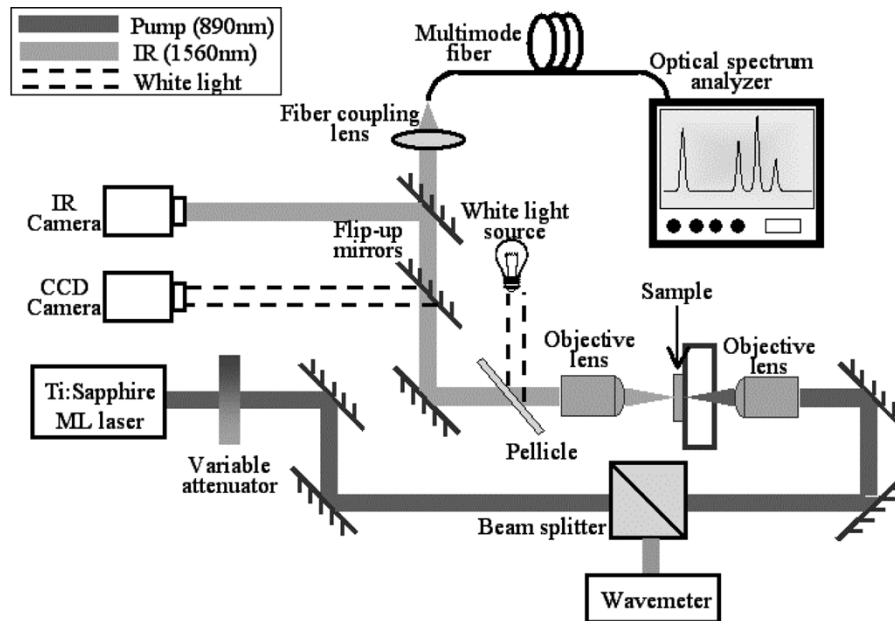 Pump (890nm)
IR (1560nm)
White light
Multimode
fiber
Optical spectrum
analyzer
Fiber coupling
lens
IR
Camera
Flip-up
mirrors
White light
source
CCD
Camera
Sample
Objective
lens
Objective
lens
Ti:Sapphire
ML laser
Variable
attenuator
Pellicle
Beam splitter
Wavemeter